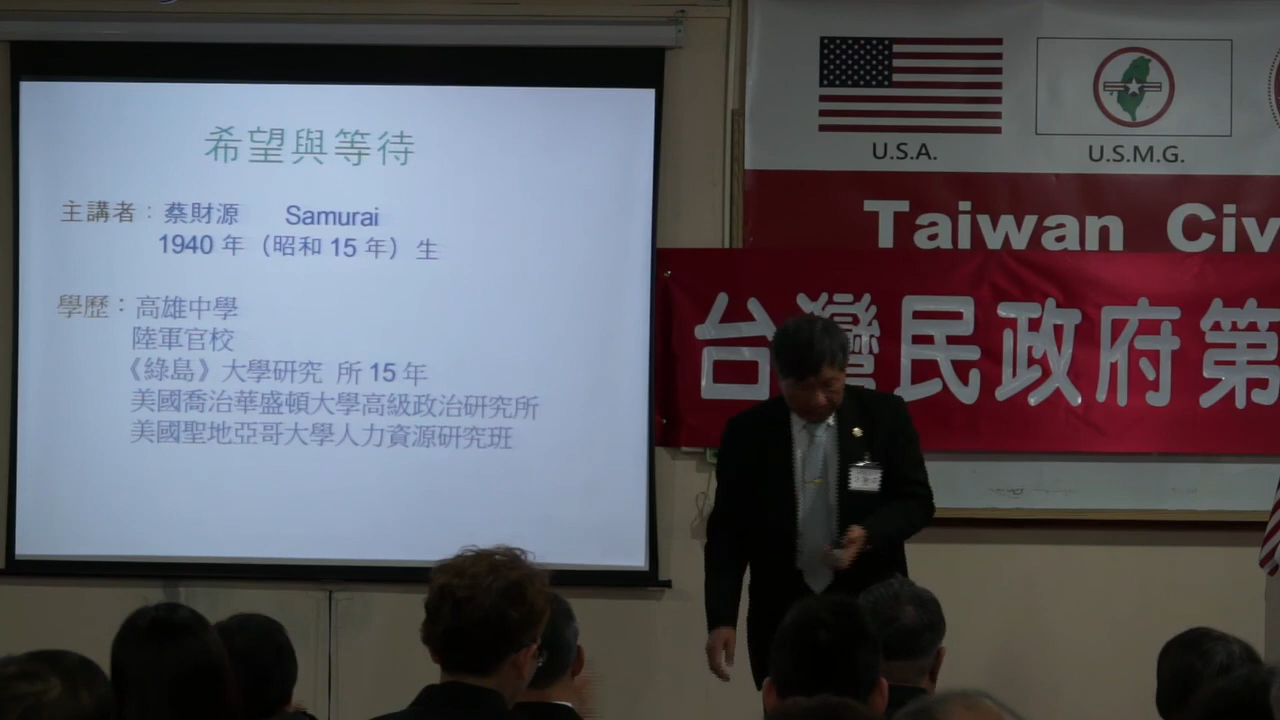 希望與等待
主講者：蔡財源 Samurai
1940 年（昭和 15 年）生
學歷：高雄中學
陸軍官校
《綠島》大學研究 所 15 年
美國喬治華盛頓大學高級政治研究所
美國聖地亞哥大學人力資源研究班
U.S.A.
U.S.M.G.
Taiwan Civ
台灣民政府第